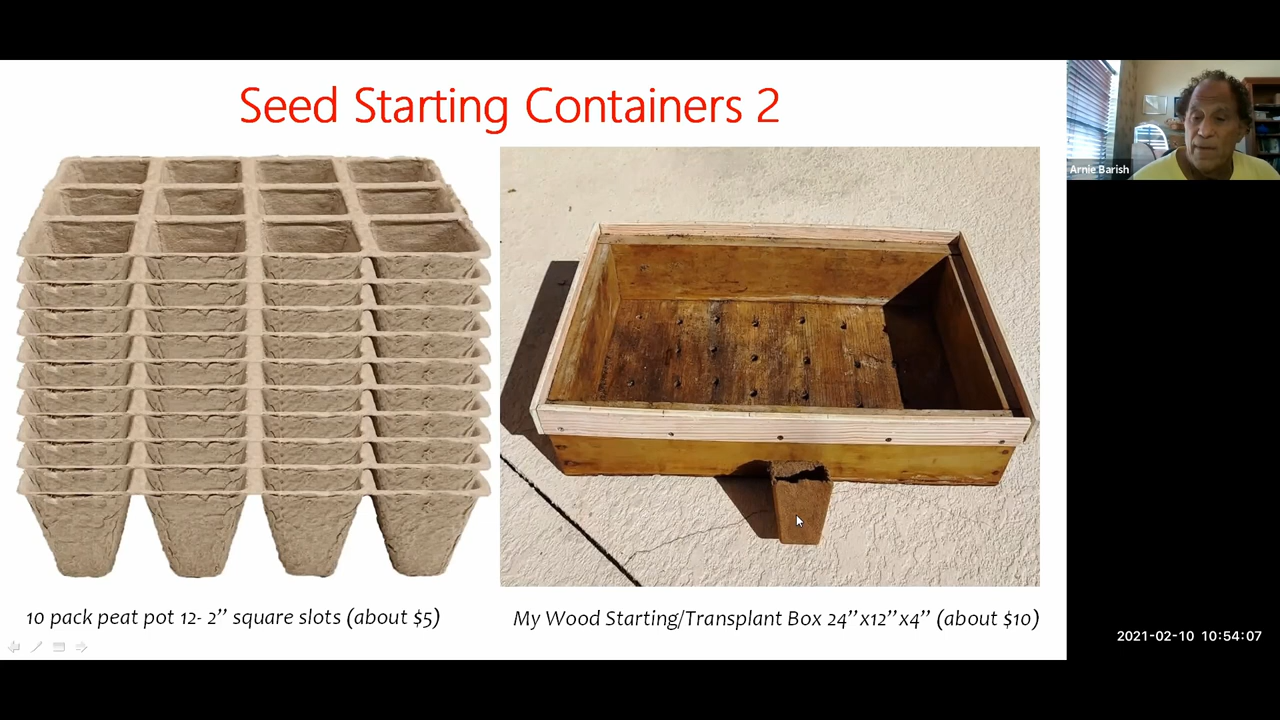 Seed Starting Containers 2
Arnie Barish
10 pack peat pot 12- 2” square slots (about $5)
My Wood Starting/Transplant Box 24”x12”x4” (about $10)
2021-02-10 10:54:07